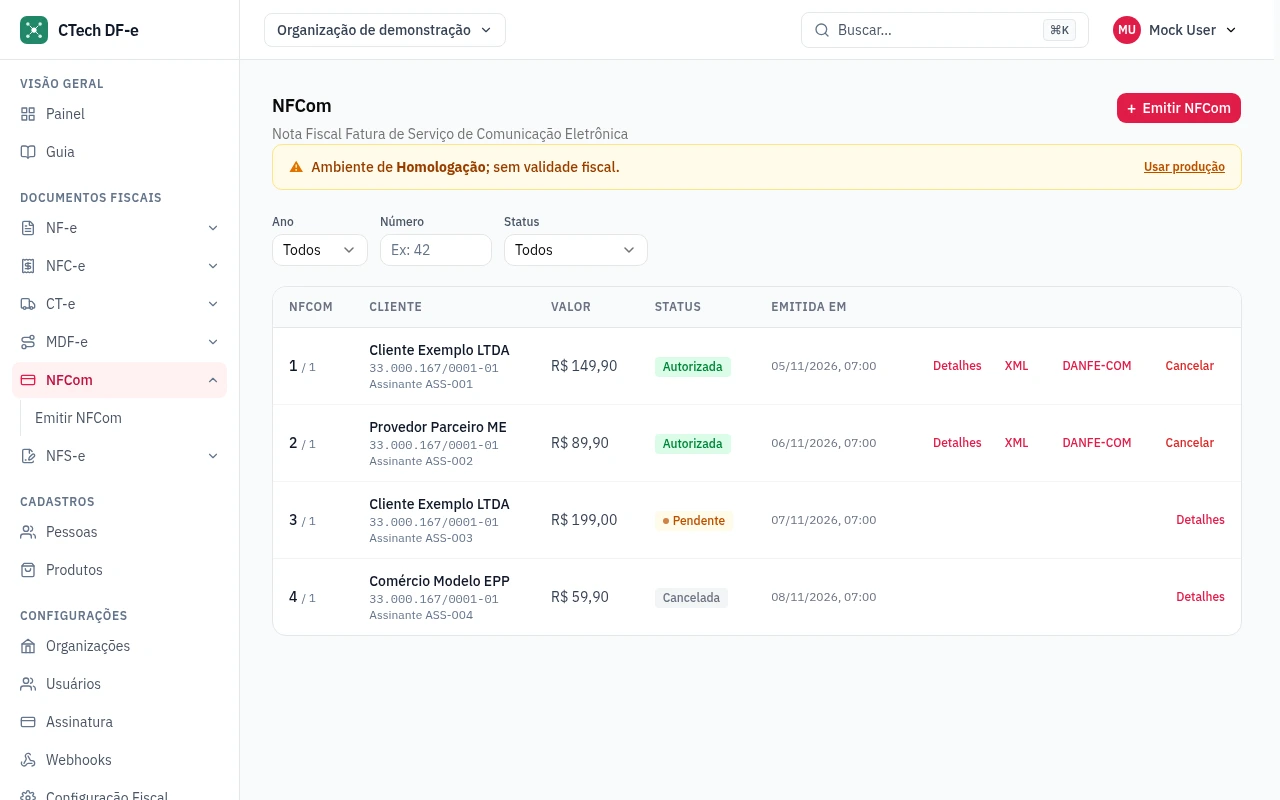 CTech DF-e
Organização de demonstração
Buscar...
⌘K
MU
Mock User
VISÃO GERAL
Painel
Guia
DOCUMENTOS FISCAIS
NF-e
NFC-e
CT-e
MDF-e
NFCom
Emitir NFCom
NFS-e
CADASTROS
Pessoas
Produtos
CONFIGURAÇÕES
Organizações
Usuários
Assinatura
Webhooks
Configuração Fiscal
NFCom
Nota Fiscal Fatura de Serviço de Comunicação Eletrônica
+ Emitir NFCom
Ambiente de Homologação; sem validade fiscal.
Usar produção
Ano
Número
Status
Todos
Ex: 42
Todos
NFCOM CLIENTE VALOR STATUS EMITIDA EM
Cliente Exemplo LTDA
1 / 1 33.000.167/0001-01 R$ 149,90 Autorizada 05/11/2026, 07:00 Detalhes XML DANFE-COM Cancelar
Assinante ASS-001
Provedor Parceiro ME
2 / 1 33.000.167/0001-01 R$ 89,90 Autorizada 06/11/2026, 07:00 Detalhes XML DANFE-COM Cancelar
Assinante ASS-002
Cliente Exemplo LTDA
3 / 1 33.000.167/0001-01 R$ 199,00 Pendente 07/11/2026, 07:00 Detalhes
Assinante ASS-003
Comércio Modelo EPP
4 / 1 33.000.167/0001-01 R$ 59,90 Cancelada 08/11/2026, 07:00 Detalhes
Assinante ASS-004